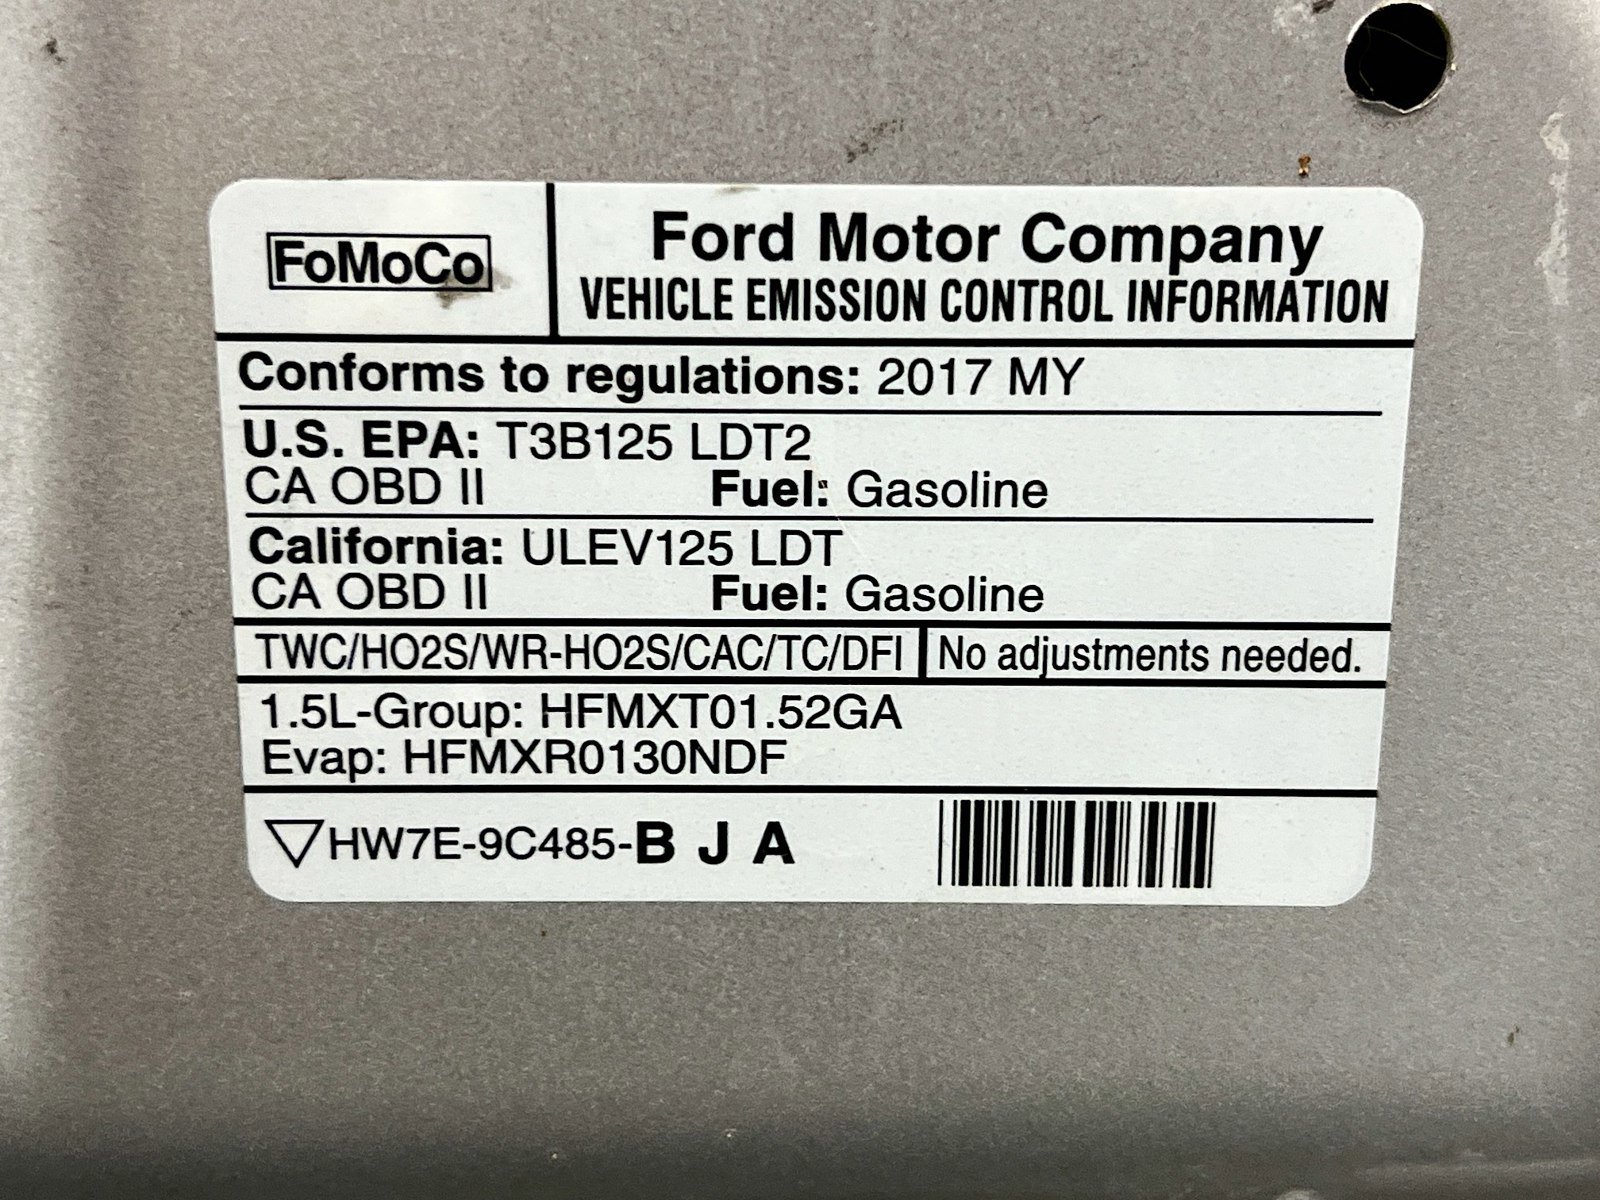 FoMoCo
Ford Motor Company
VEHICLE EMISSION CONTROL INFORMATION
Conforms to regulations: 2017 MY
U.S. EPA: T3B125 LDT2
CA OBD II Fuel: Gasoline
California: ULEV125 LDT
CA OBD II Fuel: Gasoline
TWC/HO2S/WR-HO2S/CAC/TC/DFI No adjustments needed.
1.5L-Group: HFMXT01.52GA
Evap: HFMXR0130NDF
HW7E-9C485-B J A